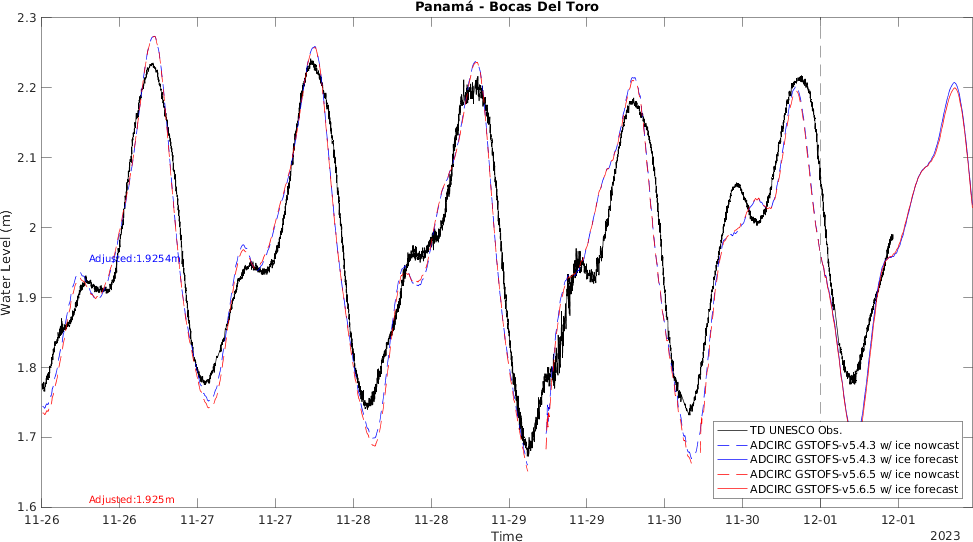 Panamá - Bocas Del Toro
2.3
2.2
2.1
2
1.9
1.8
1.7
1.6
Water Level (m)
Adjusted:1.9254m
Adjusted:1.925m
TD UNESCO Obs.
ADCIRC GSTOFS-v5.4.3 w/ ice nowcast
ADCIRC GSTOFS-v5.4.3 w/ ice forecast
ADCIRC GSTOFS-v5.6.5 w/ ice nowcast
ADCIRC GSTOFS-v5.6.5 w/ ice forecast
11-26 11-26 11-27 11-27 11-28 11-28 11-29 11-29 11-30 11-30 12-01 12-01
Time
2023